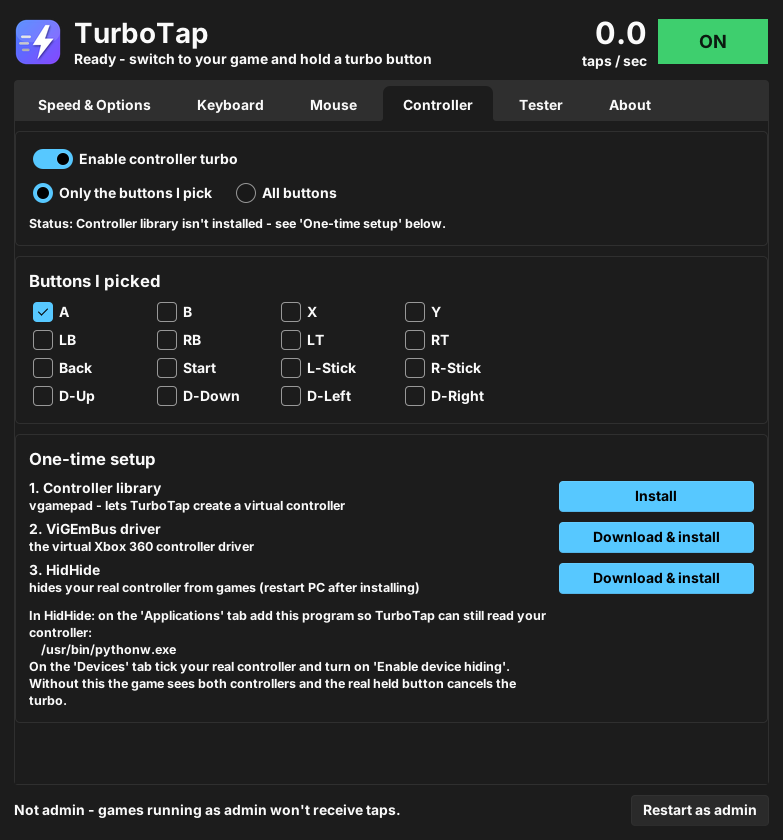 TurboTap
Ready - switch to your game and hold a turbo button
0.0
taps / sec
ON
Speed & Options
Keyboard
Mouse
Controller
Tester
About
Enable controller turbo
Only the buttons I pick
All buttons
Status: Controller library isn't installed - see 'One-time setup' below.
Buttons I picked
A
B
X
Y
LB
RB
LT
RT
Back
Start
L-Stick
R-Stick
D-Up
D-Down
D-Left
D-Right
One-time setup
1. Controller library
vgamepad - lets TurboTap create a virtual controller
Install
2. ViGEmBus driver
the virtual Xbox 360 controller driver
Download & install
3. HidHide
hides your real controller from games (restart PC after installing)
Download & install
In HidHide: on the 'Applications' tab add this program so TurboTap can still read your
controller:
/usr/bin/pythonw.exe
On the 'Devices' tab tick your real controller and turn on 'Enable device hiding'.
Without this the game sees both controllers and the real held button cancels the
turbo.
Not admin - games running as admin won't receive taps.
Restart as admin